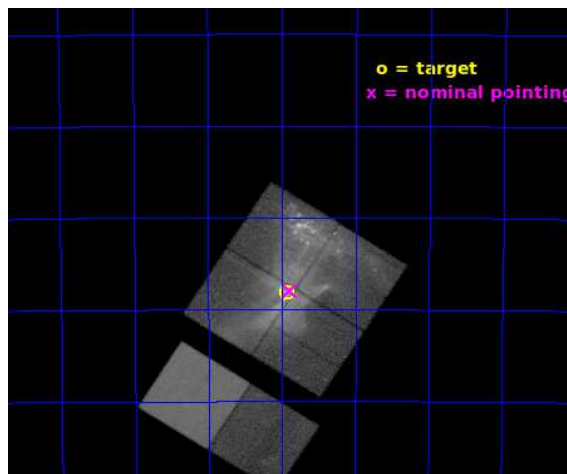 o = target
x = nominal pointing